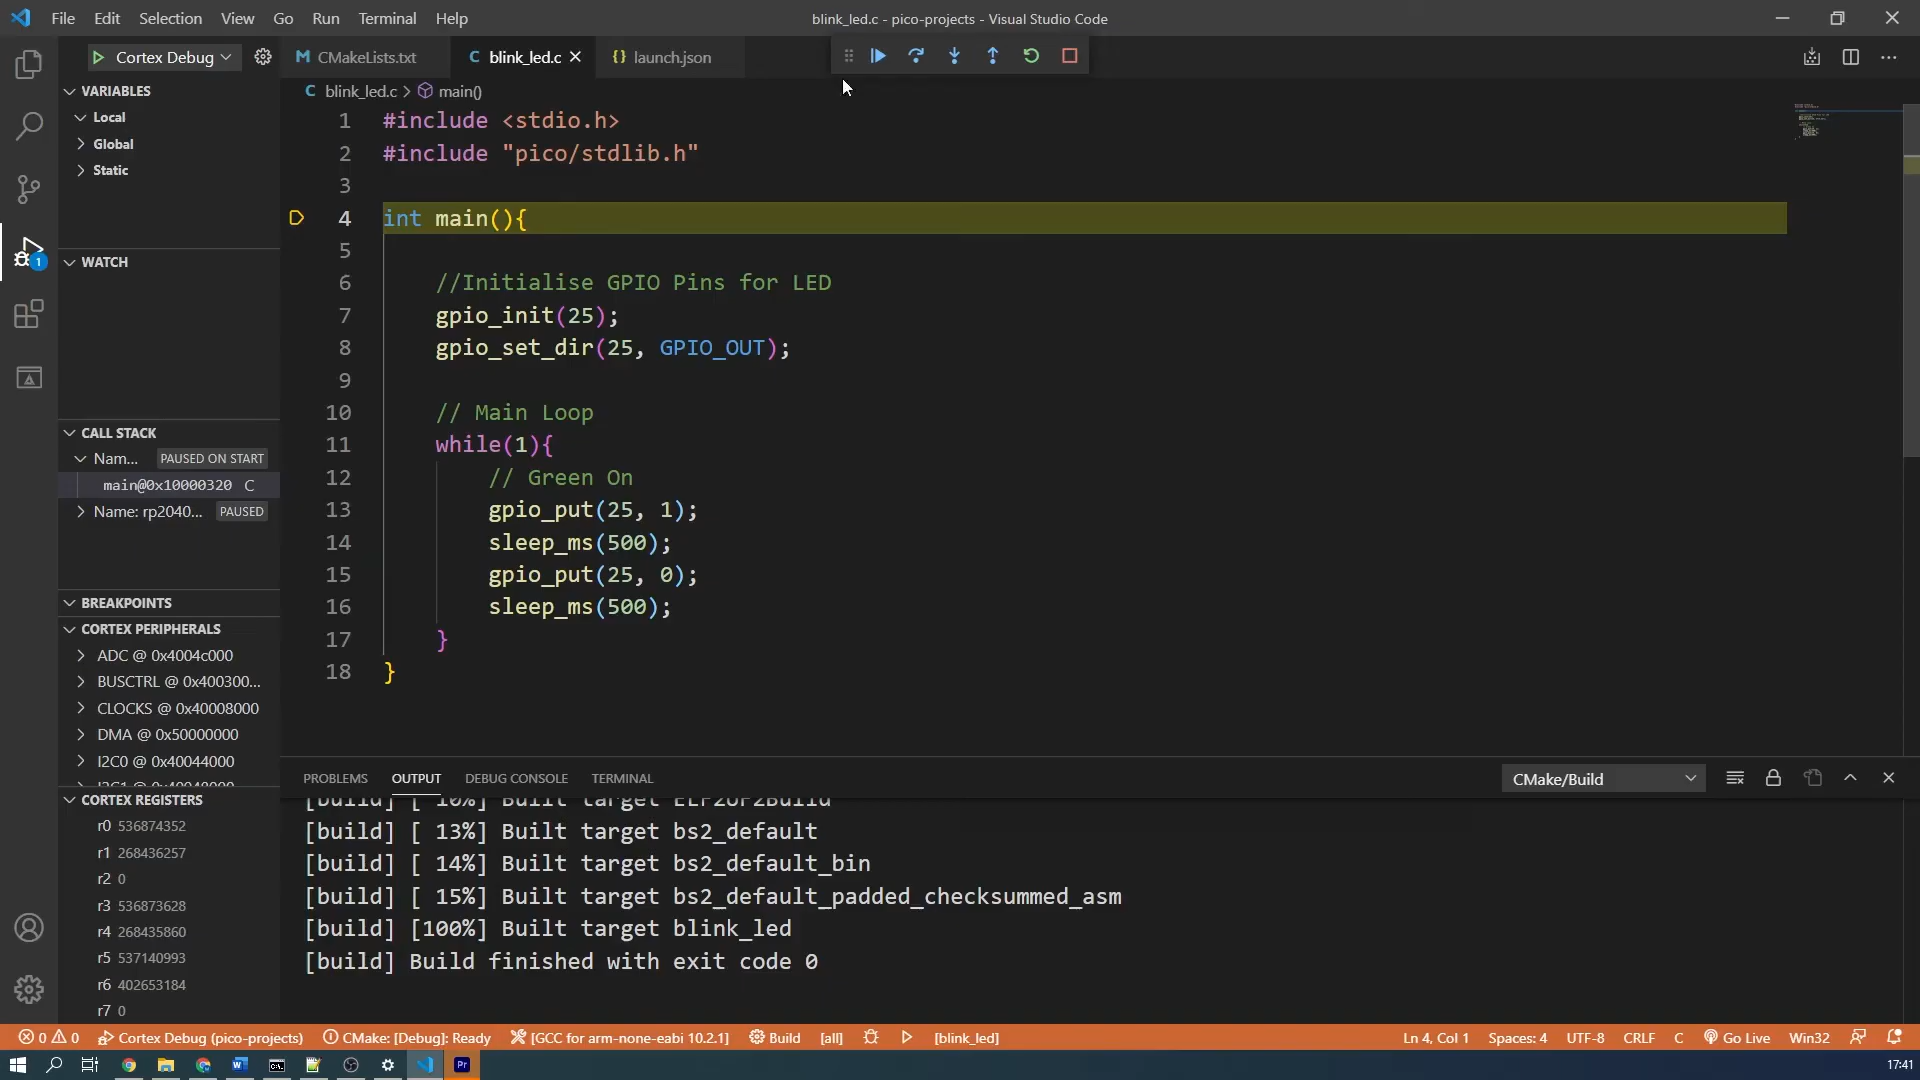 File Edit Selection View Go Run Terminal Help
blink_led.c - pico-projects - Visual Studio Code
Cortex Debug
CMakeLists.txt
blink_led.c
launch.json
blink_led.c > main()
VARIABLES
Local
Global
Static
WATCH
CALL STACK
Nam... PAUSED ON START
main@0x10000320 C
Name: rp2040... PAUSED
BREAKPOINTS
CORTEX PERIPHERALS
ADC @ 0x4004c000
BUSCTRL @ 0x400300...
CLOCKS @ 0x40008000
DMA @ 0x50000000
I2C0 @ 0x40044000
CORTEX REGISTERS
r0 536874352
r1 268436257
r2 0
r3 536873628
r4 268435860
r5 537140993
r6 402653184
r7 0
1 #include <stdio.h>
2 #include "pico/stdlib.h"
3
4 int main(){
5
6 //Initialise GPIO Pins for LED
7 gpio_init(25);
8 gpio_set_dir(25, GPIO_OUT);
9
10 // Main Loop
11 while(1){
12 // Green On
13 gpio_put(25, 1);
14 sleep_ms(500);
15 gpio_put(25, 0);
16 sleep_ms(500);
17 }
18 }
PROBLEMS OUTPUT DEBUG CONSOLE TERMINAL
CMake/Build
[build] [ 10%] Built target ELF2UF2Build
[build] [ 13%] Built target bs2_default
[build] [ 14%] Built target bs2_default_bin
[build] [ 15%] Built target bs2_default_padded_checksummed_asm
[build] [100%] Built target blink_led
[build] Build finished with exit code 0
0 0 Cortex Debug (pico-projects) CMake: [Debug]: Ready [GCC for arm-none-eabi 10.2.1] Build [all] [blink_led] Ln 4, Col 1 Spaces: 4 UTF-8 CRLF C Go Live Win32
17:41